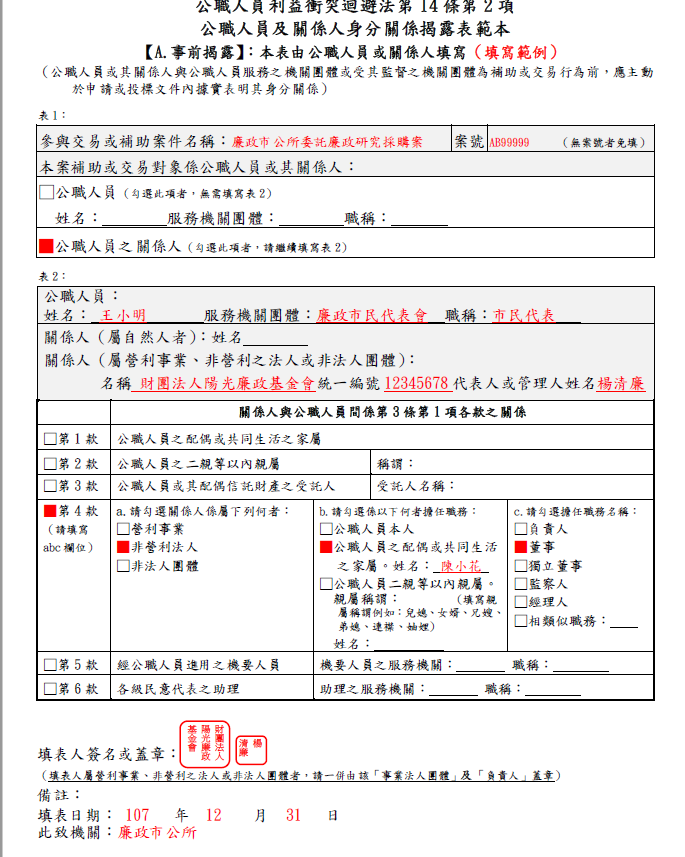 公職人員利益衝突迴避法第14條第2項
公職人員及關係人身分關係揭露表範本
【A.事前揭露】：本表由公職人員或關係人填寫（填寫範例）
（公職人員或其關係人與公職人員服務之機關團體或受其監督之機關團體為補助或交易行為前，應主動
於申請或投標文件內據實表明其身分關係）
表1：
參與交易或補助案件名稱：廉政市公所委託廉政研究採購案 案號 AB99999 （無案號者免填）
本案補助或交易對象係公職人員或其關係人：
□公職人員（勾選此項者，無需填寫表2）
姓名：______服務機關團體：______職稱：______
■公職人員之關係人（勾選此項者，請繼續填寫表2）
表2：
公職人員：
姓名： 王小明 服務機關團體：廉政市民代表會 職稱：市民代表
關係人（屬自然人者）：姓名______
關係人（屬營利事業、非營利之法人或非法人團體）：
名稱 財團法人陽光廉政基金會 統一編號 12345678 代表人或管理人姓名 楊清廉
關係人與公職人員間係第3條第1項各款之關係
□第1款 公職人員之配偶或共同生活之家屬
□第2款 公職人員之二親等以內親屬 稱謂：
□第3款 公職人員或其配偶信託財產之受託人 受託人名稱：
■第4款
（請填寫
abc欄位）
a.請勾選關係人係屬下列何者：
□營利事業
■非營利法人
□非法人團體
b.請勾選係以下何者擔任職務：
□公職人員本人
■公職人員之配偶或共同生活
之家屬。姓名：陳小花
□公職人員二親等以內親屬。
親屬稱謂： （填寫親
屬稱謂例如：兒媳、女婿、兄嫂、
弟媳、連襟、妯娌）
姓名：______
c.請勾選擔任職務名稱：
□負責人
■董事
□獨立董事
□監察人
□經理人
□相類似職務：____
□第5款 經公職人員進用之機要人員 機要人員之服務機關：______ 職稱：______
□第6款 各級民意代表之助理 助理之服務機關：______ 職稱：______
填表人簽名或蓋章：
財團法人
陽光廉政
基金會
楊
清廉
（填表人屬營利事業、非營利之法人或非法人團體者，請一併由該「事業法人團體」及「負責人」蓋章）
備註：
填表日期： 107 年 12 月 31 日
此致機關：廉政市公所